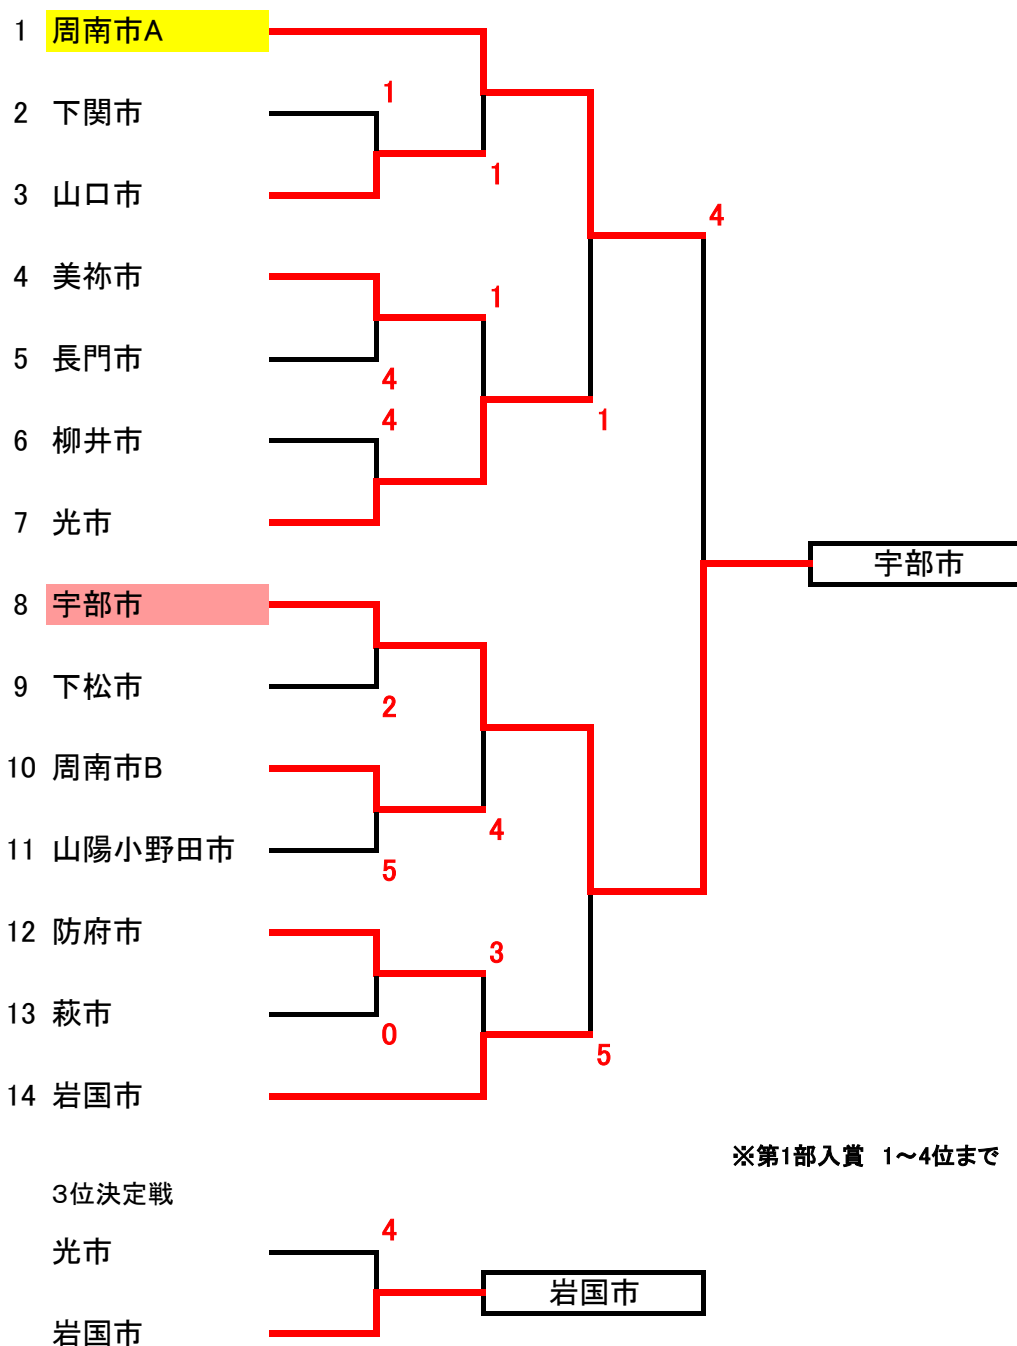 1 周南市A
1
2 下関市
1
3 山口市
4
4 美祢市
1
5 長門市
4
4
1
6 柳井市
7 光市
宇部市
8 宇部市
9 下松市
2
10 周南市B
4
11 山陽小野田市
5
12 防府市
3
13 萩市
0
5
14 岩国市
※第1部入賞 1～4位まで
3位決定戦
4
光市
岩国市
岩国市